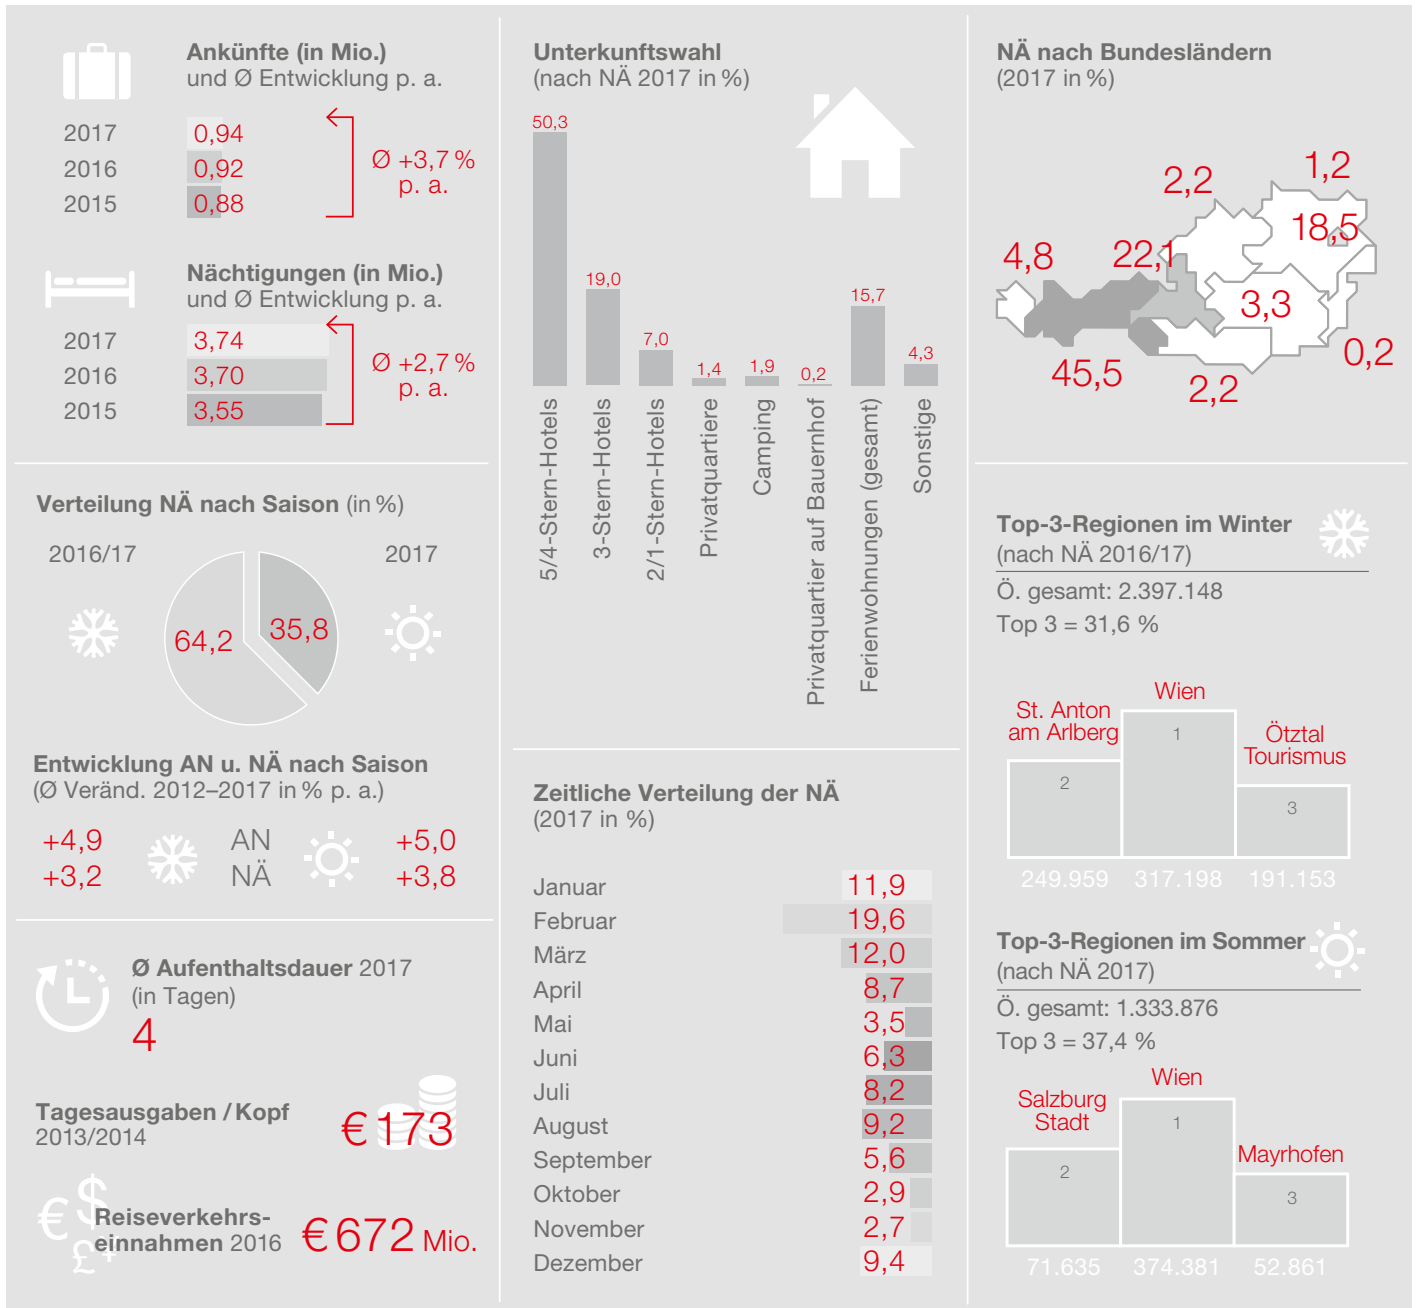 Ankünfte (in Mio.)
und Ø Entwicklung p. a.
2017 0,94
2016 0,92
2015 0,88
Ø +3,7 %
p. a.
Nächtigungen (in Mio.)
und Ø Entwicklung p. a.
2017 3,74
2016 3,70
2015 3,55
Ø +2,7 %
p. a.
Verteilung NÄ nach Saison (in %)
2016/17 2017
64,2 35,8
Entwicklung AN u. NÄ nach Saison
(Ø Veränd. 2012–2017 in % p. a.)
+4,9 AN +5,0
+3,2 NÄ +3,8
Ø Aufenthaltsdauer 2017
(in Tagen)
4
Tagesausgaben / Kopf
2013/2014
€ 173
€ $ £ ¥
Reiseverkehrs-
einnahmen 2016
€ 672 Mio.
Unterkunftswahl
(nach NÄ 2017 in %)
50,3
19,0
7,0
1,4
1,9
0,2
15,7
4,3
5/4-Stern-Hotels
3-Stern-Hotels
2/1-Stern-Hotels
Privatquartiere
Camping
Privatquartier auf Bauernhof
Ferienwohnungen (gesamt)
Sonstige
Zeitliche Verteilung der NÄ
(2017 in %)
Januar 11,9
Februar 19,6
März 12,0
April 8,7
Mai 3,5
Juni 6,3
Juli 8,2
August 9,2
September 5,6
Oktober 2,9
November 2,7
Dezember 9,4
NÄ nach Bundesländern
(2017 in %)
1,2
2,2
18,5
4,8
22,1
3,3
0,2
45,5
2,2
Top-3-Regionen im Winter
(nach NÄ 2016/17)
Ö. gesamt: 2.397.148
Top 3 = 31,6 %
Wien
St. Anton
am Arlberg
Ötztal
Tourismus
1
2
3
249.959 317.198 191.153
Top-3-Regionen im Sommer
(nach NÄ 2017)
Ö. gesamt: 1.333.876
Top 3 = 37,4 %
Wien
Salzburg
Stadt
Mayrhofen
1
2
3
71.635 374.381 52.861